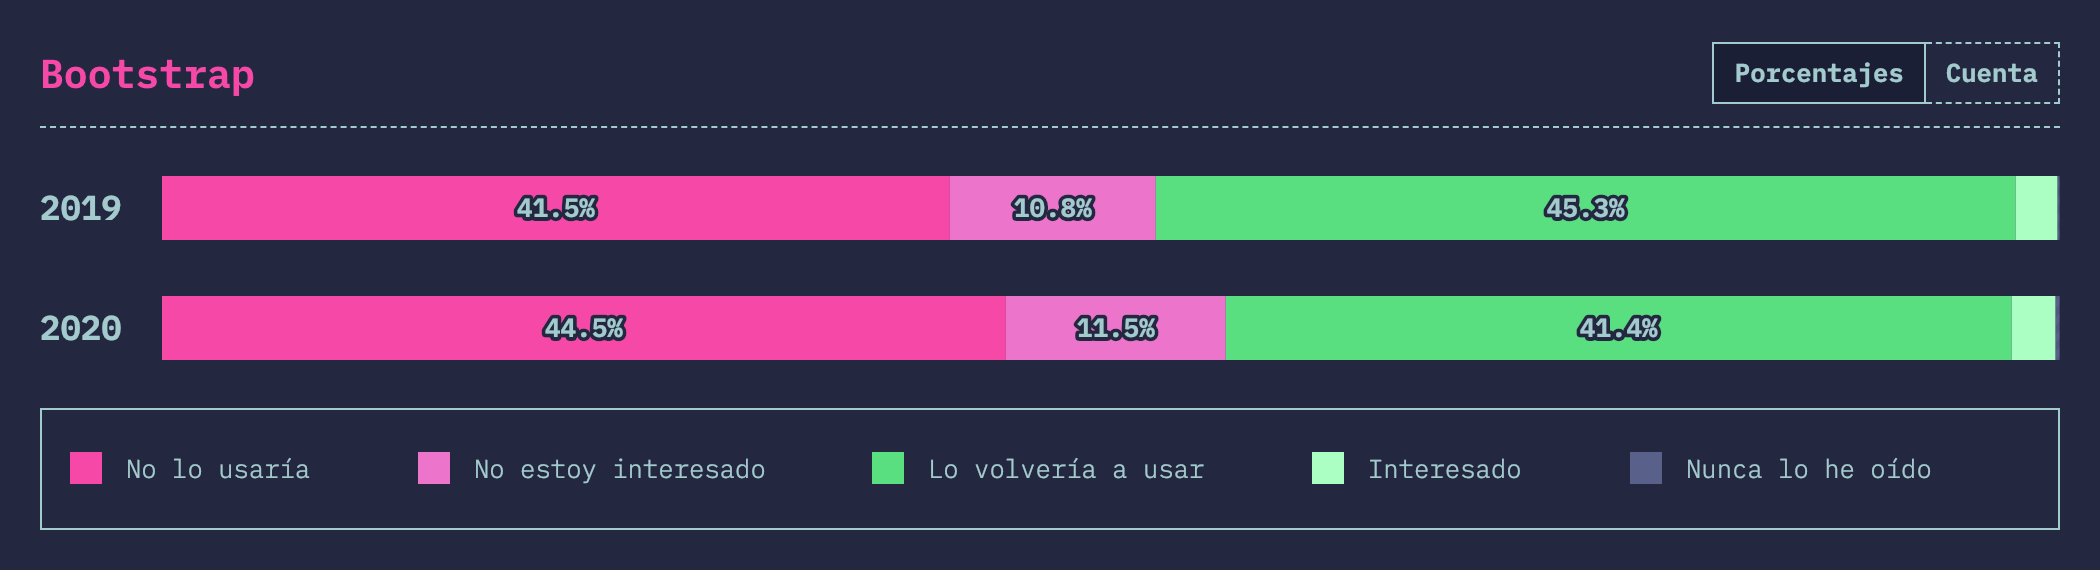 Bootstrap
Porcentajes Cuenta
2019 41.5% 10.8% 45.3%
2020 44.5% 11.5% 41.4%
No lo usaría No estoy interesado Lo volvería a usar Interesado Nunca lo he oído